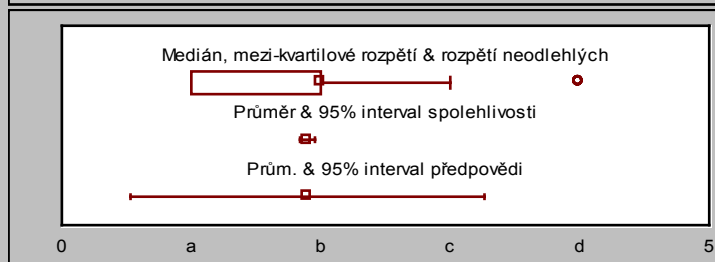 Medián, mezi-kvartilové rozpětí & rozpětí neodlehlých
Průměr & 95% interval spolehlivosti
Prům. & 95% interval předpovědi
0 a b c d 5